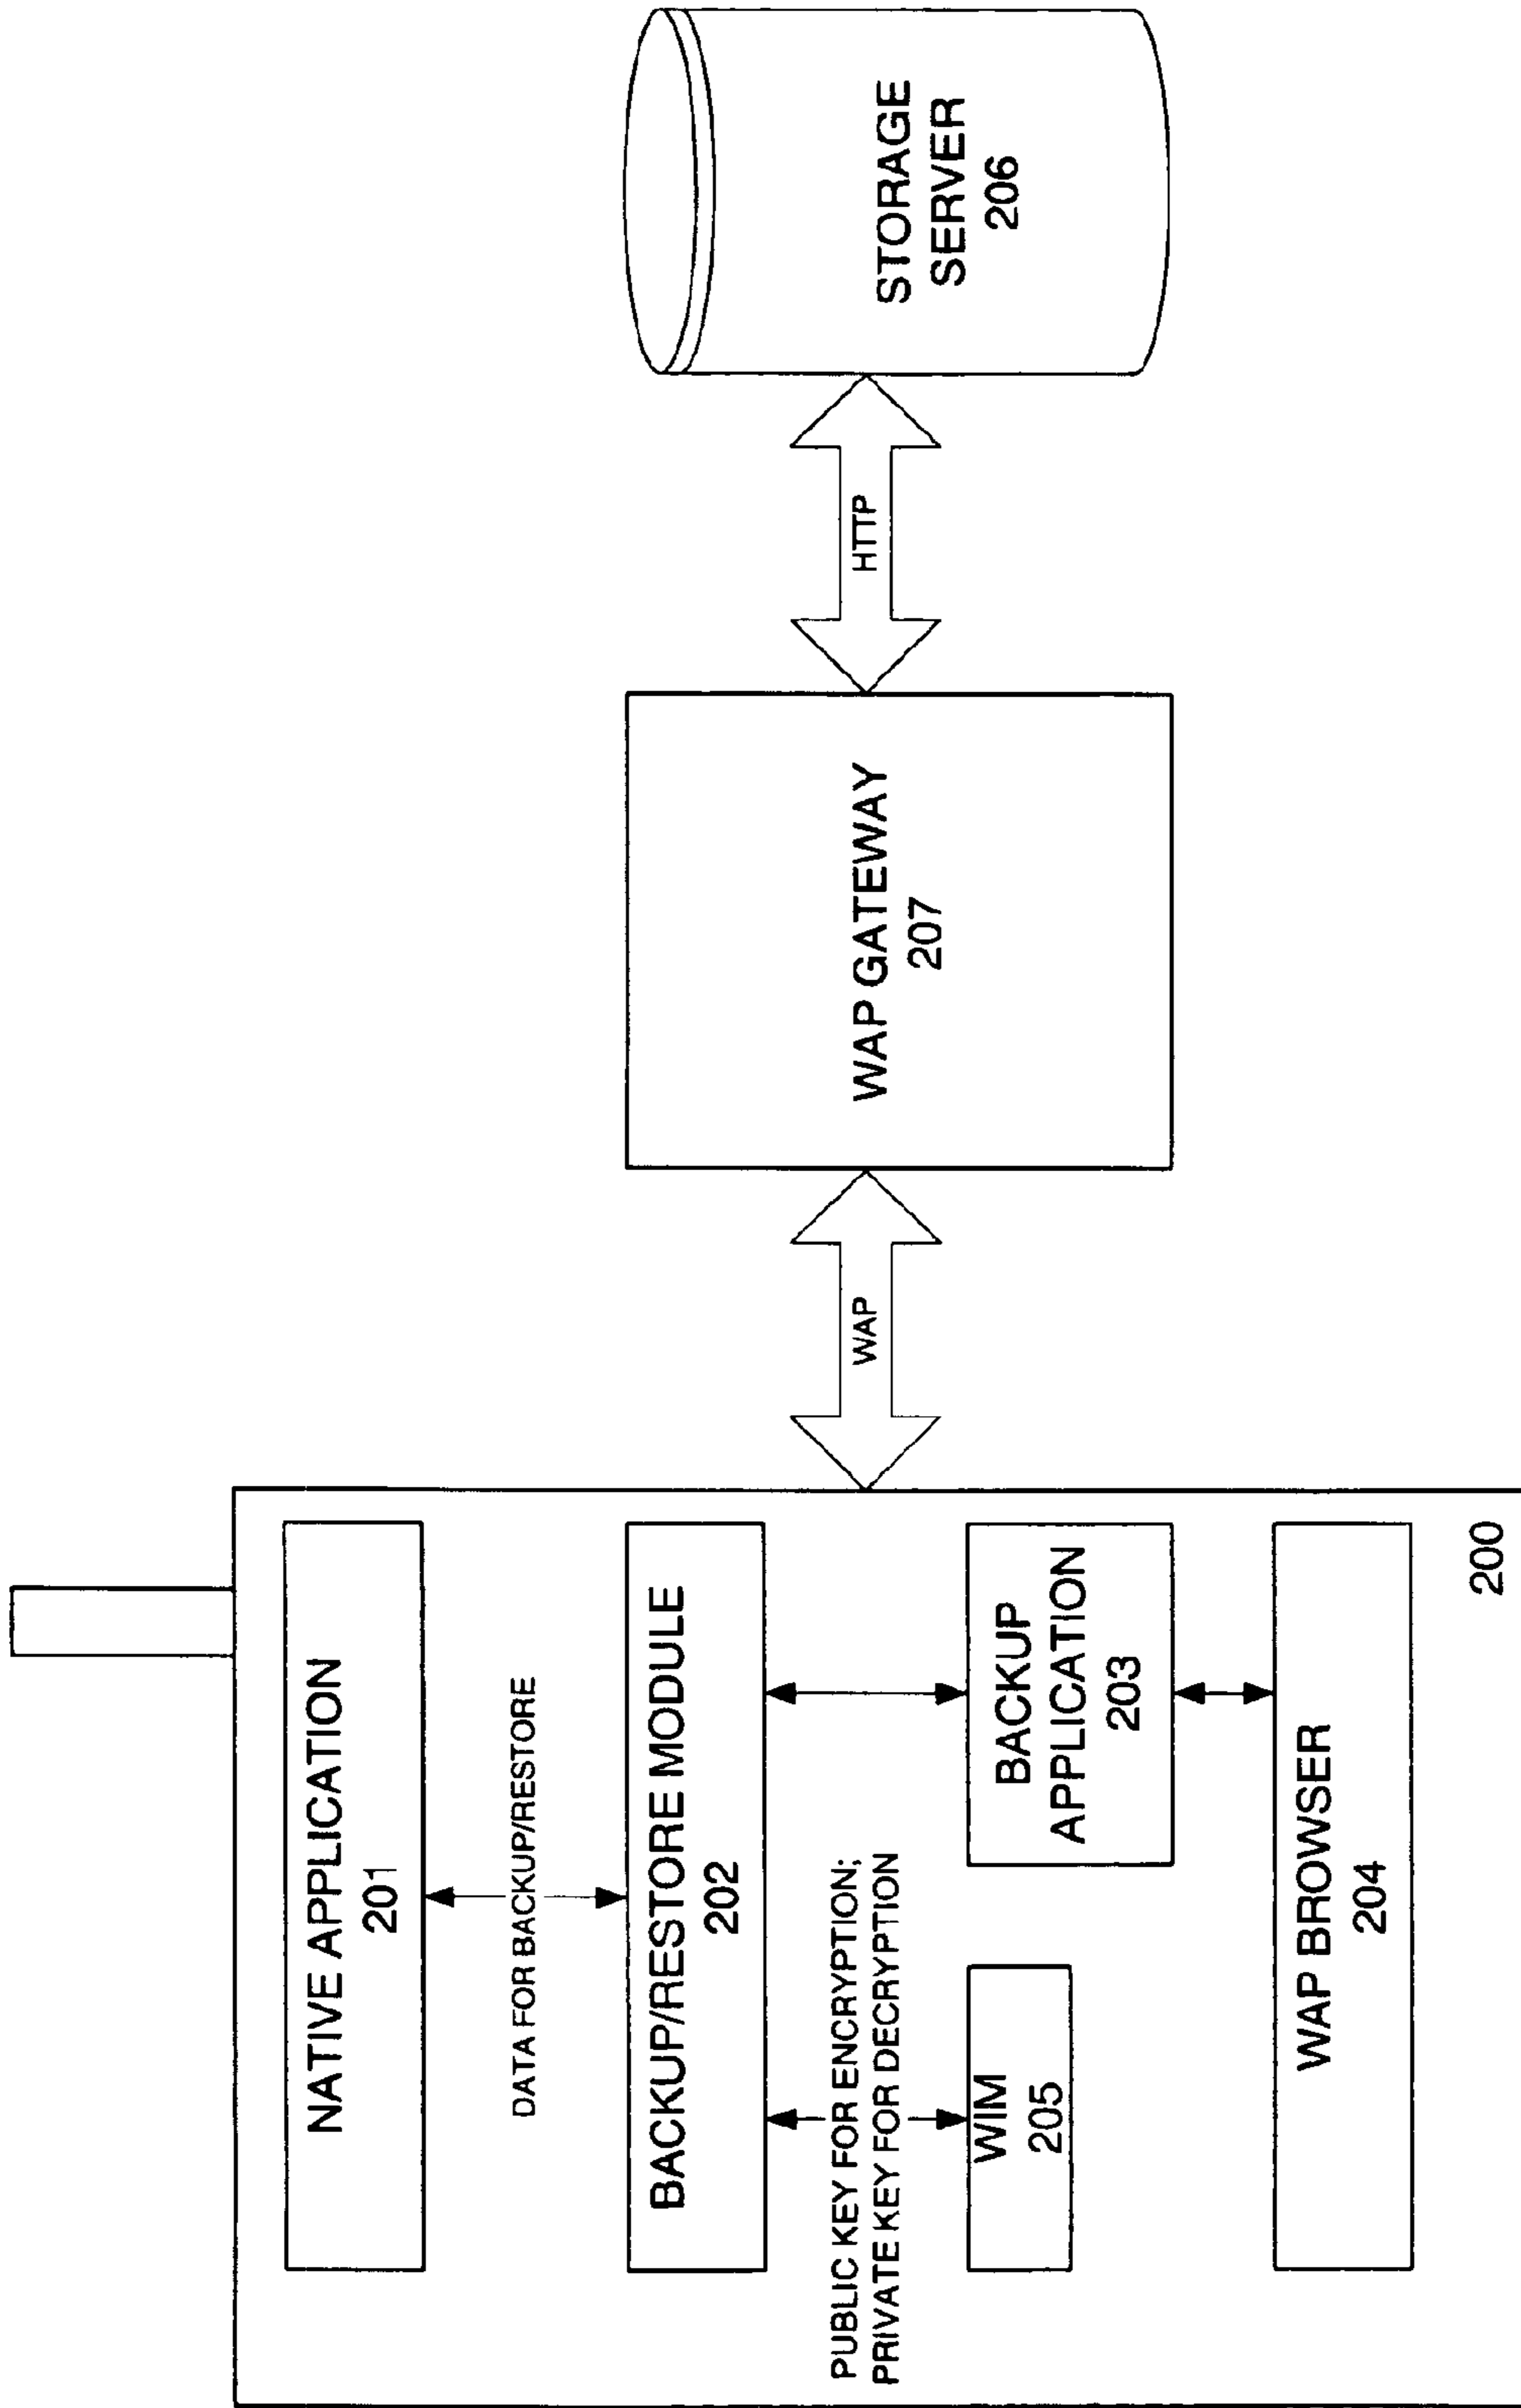 NATIVE APPLICATION
201
DATA FOR BACKUP/RESTORE
BACKUP/RESTORE MODULE
202
PUBLIC KEY FOR ENCRYPTION;
PRIVATE KEY FOR DECRYPTION
WIM
205
BACKUP
APPLICATION
203
WAP BROWSER
204
200
WAP
WAP GATEWAY
207
HTTP
STORAGE
SERVER
206